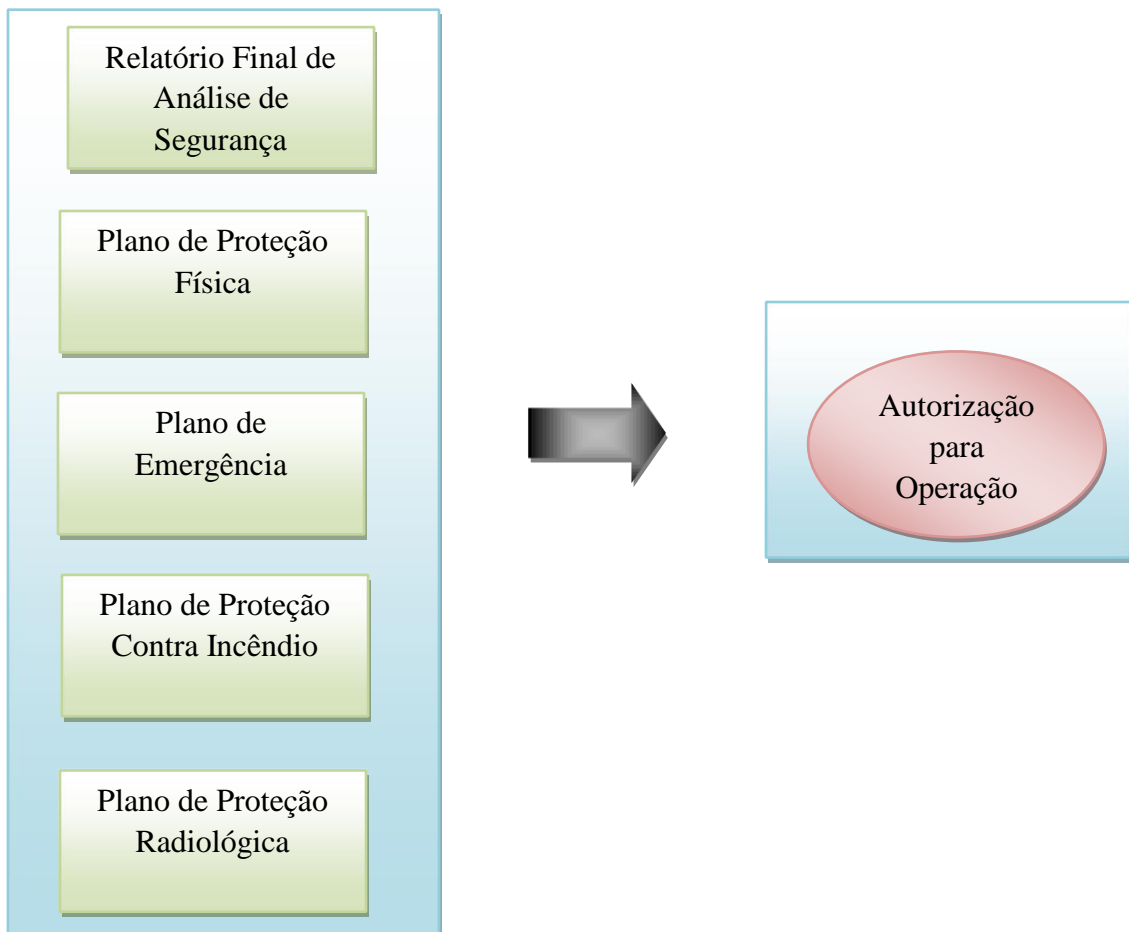 Relatório Final de
Análise de
Segurança
Plano de Proteção
Física
Plano de
Emergência
Plano de Proteção
Contra Incêndio
Plano de Proteção
Radiológica
Autorização
para
Operação